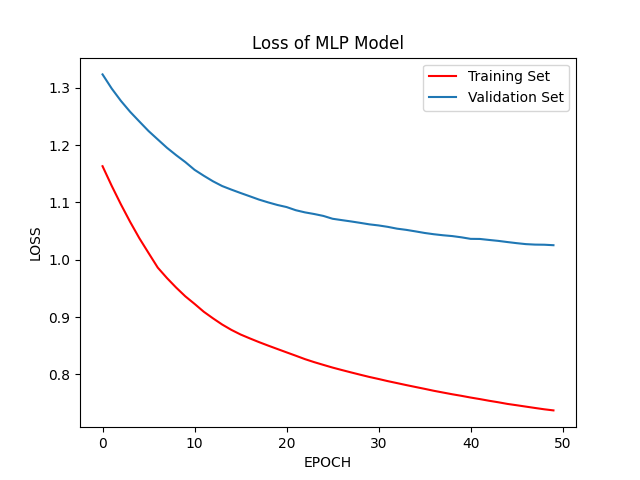 Loss of MLP Model
Training Set
Validation Set
LOSS
1.3
1.2
1.1
1.0
0.9
0.8
0 10 20 30 40 50
EPOCH